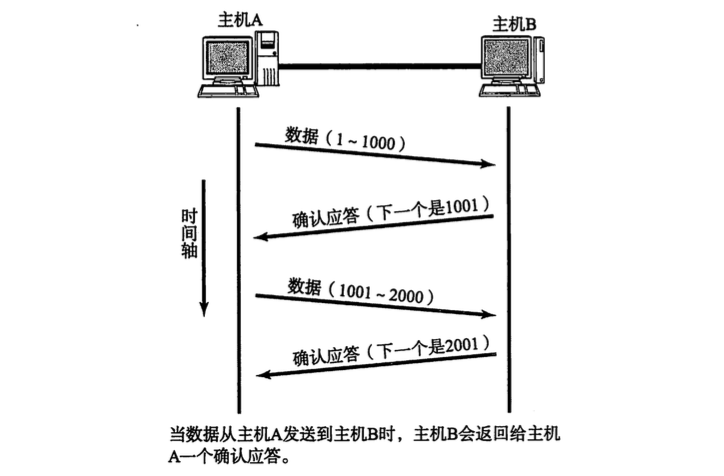 主机A
主机B
数据（1～1000）
确认应答（下一个是1001）
时间轴
数据（1001～2000）
确认应答（下一个是2001）
当数据从主机A发送到主机B时，主机B会返回给主机
A一个确认应答。